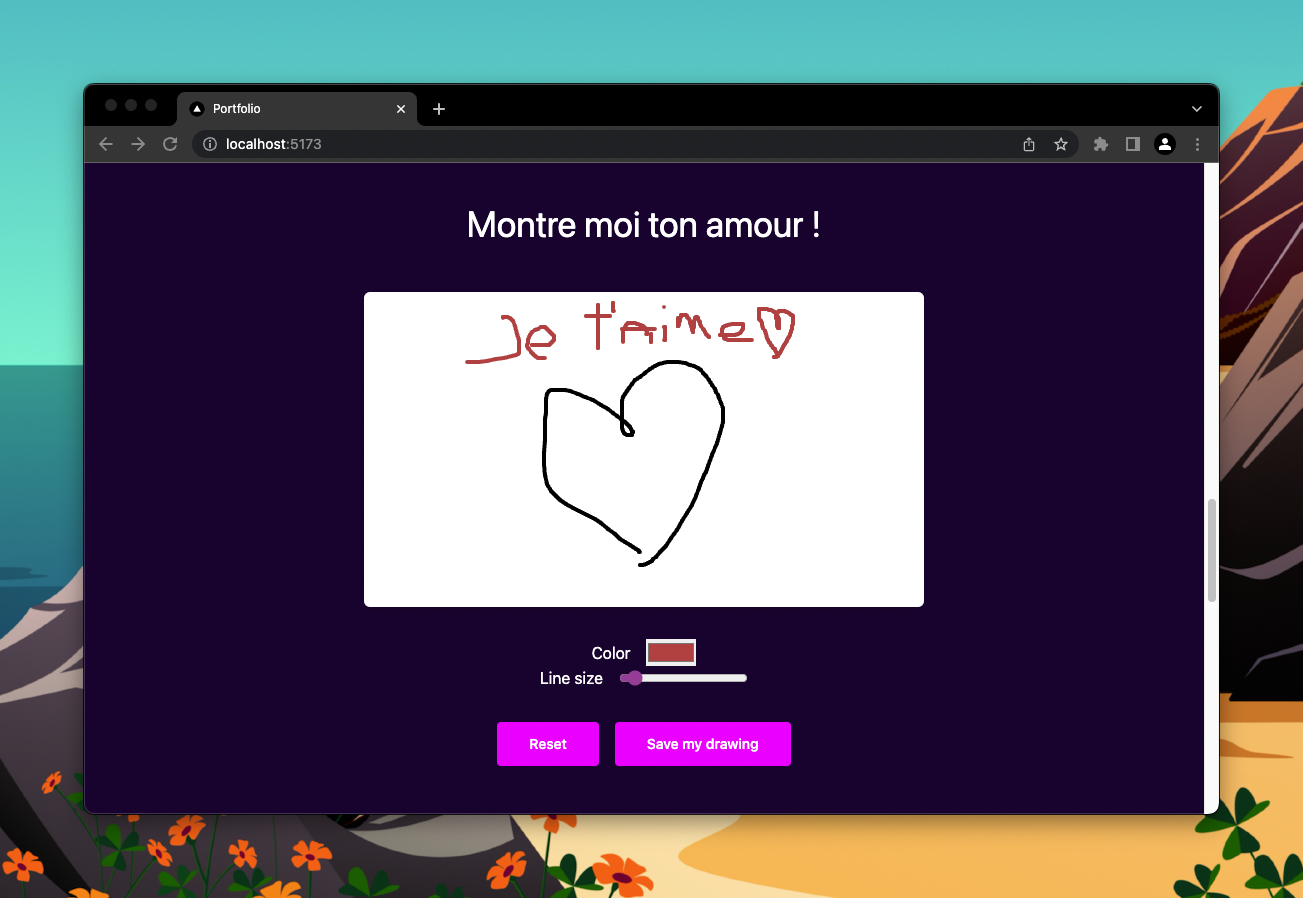 Portfolio
localhost:5173
Montre moi ton amour !
Je t'aime♡
Color
Line size
Reset
Save my drawing